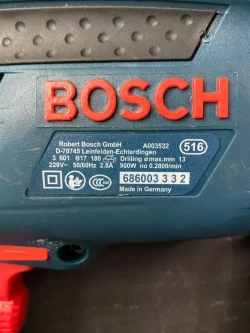 BOSCH
Robert Bosch GmbH A003532 516
D-70745 Leinfelden-Echterdingen
3 601 B17 180 Drilling ø max.mm 13
220V~ 50/60Hz 2.8A 900W no 0.2800/min
686003 3 3 2
Made in Germany